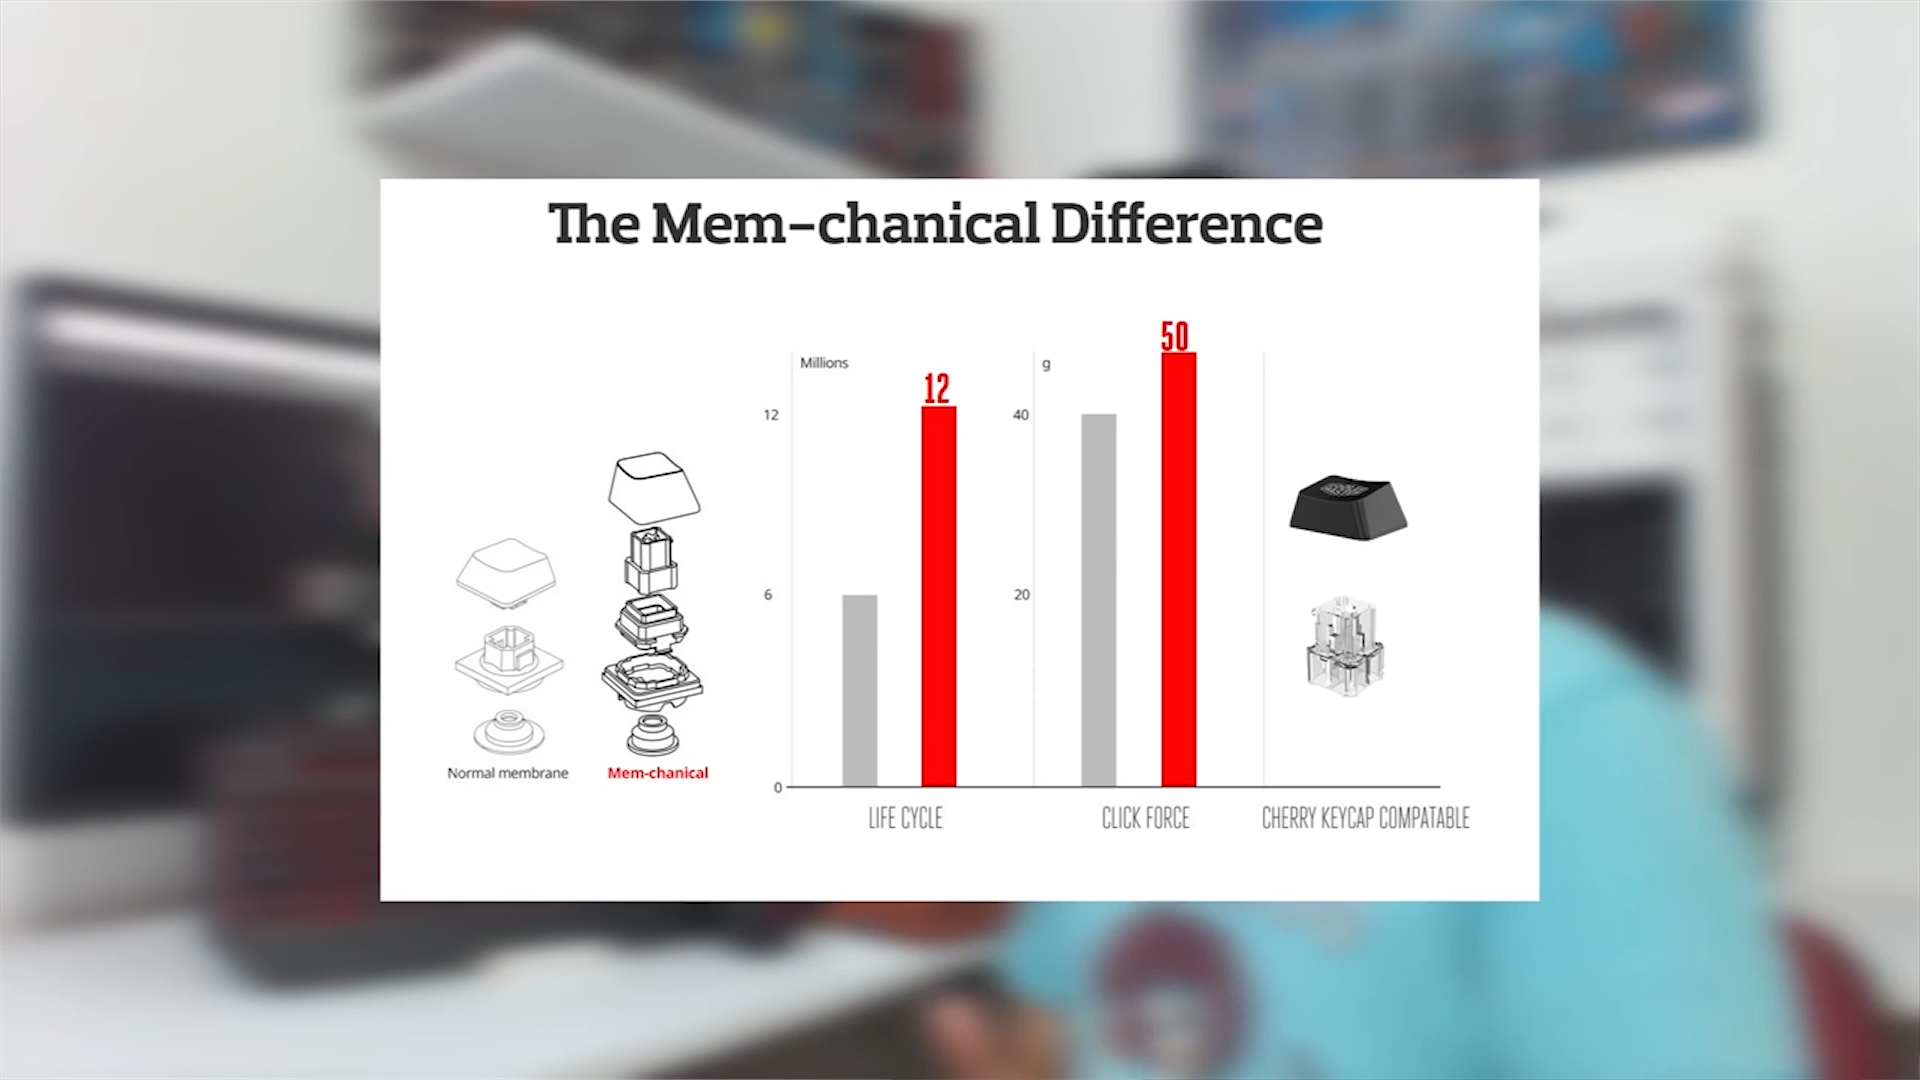 The Mem-chanical Difference
Millions
12
g
50
12
40
6
20
0
Normal membrane
Mem-chanical
LIFE CYCLE
CLICK FORCE
CHERRY KEYCAP COMPATABLE